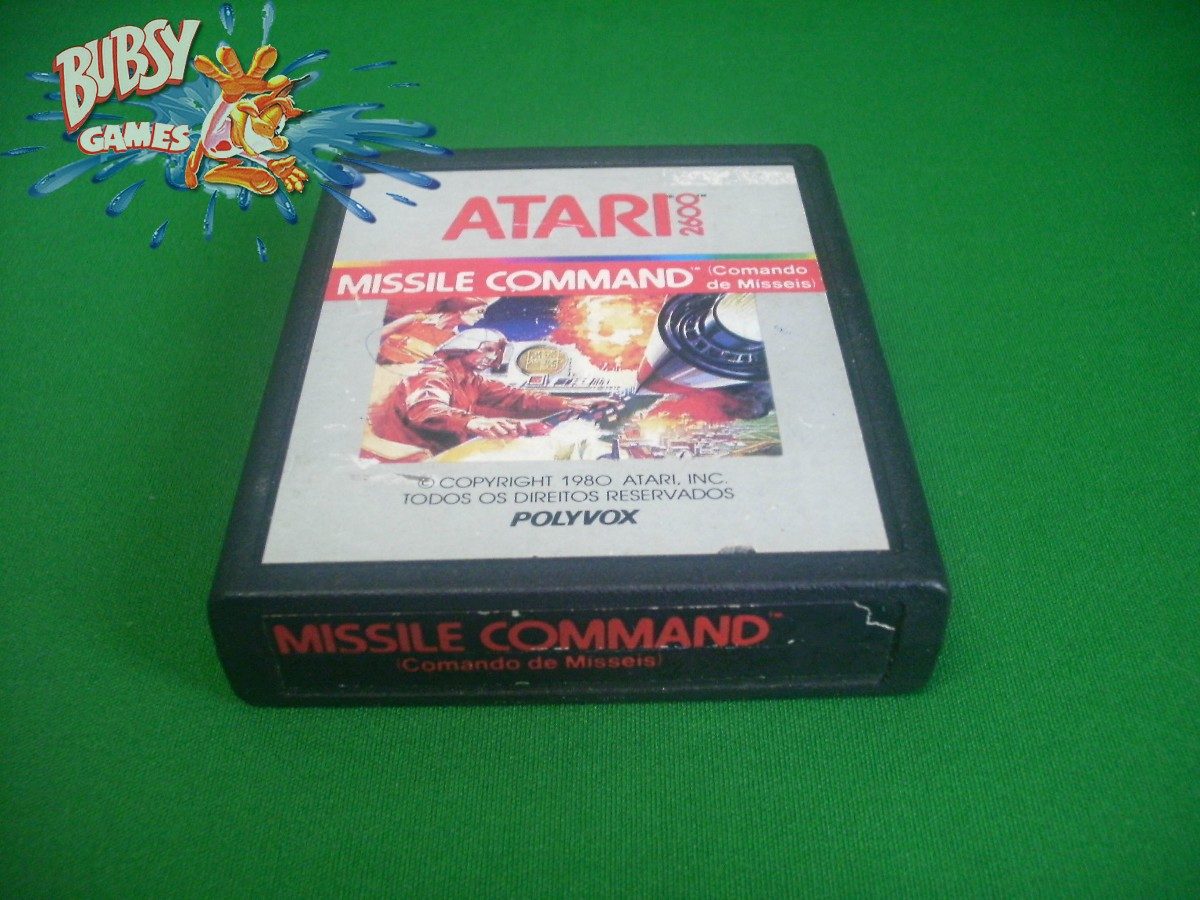 BUBSY
GAMES
ATARI 2600™
MISSILE COMMAND™ (Comando
de Misseis)
© COPYRIGHT 1980 ATARI, INC.
TODOS OS DIREITOS RESERVADOS
POLYVOX
MISSILE COMMAND™
(Comando de Misseis)